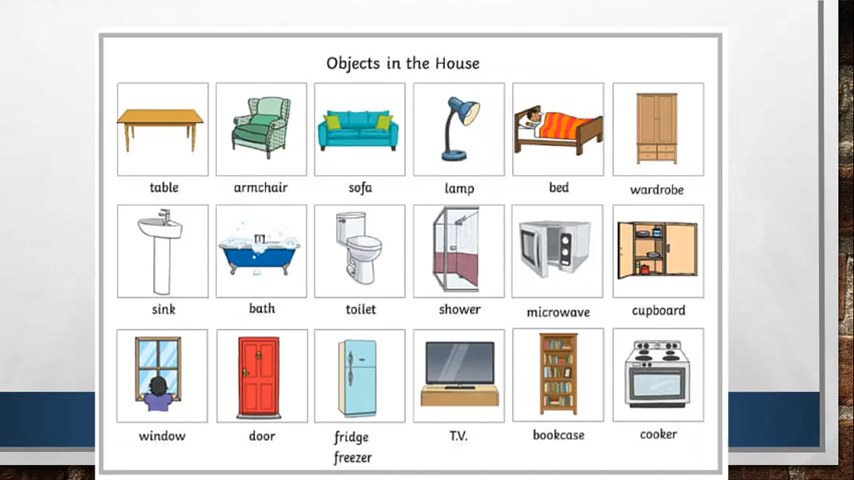 Objects in the House
table armchair sofa lamp bed wardrobe
sink bath toilet shower microwave cupboard
window door fridge freezer T.V. bookcase cooker